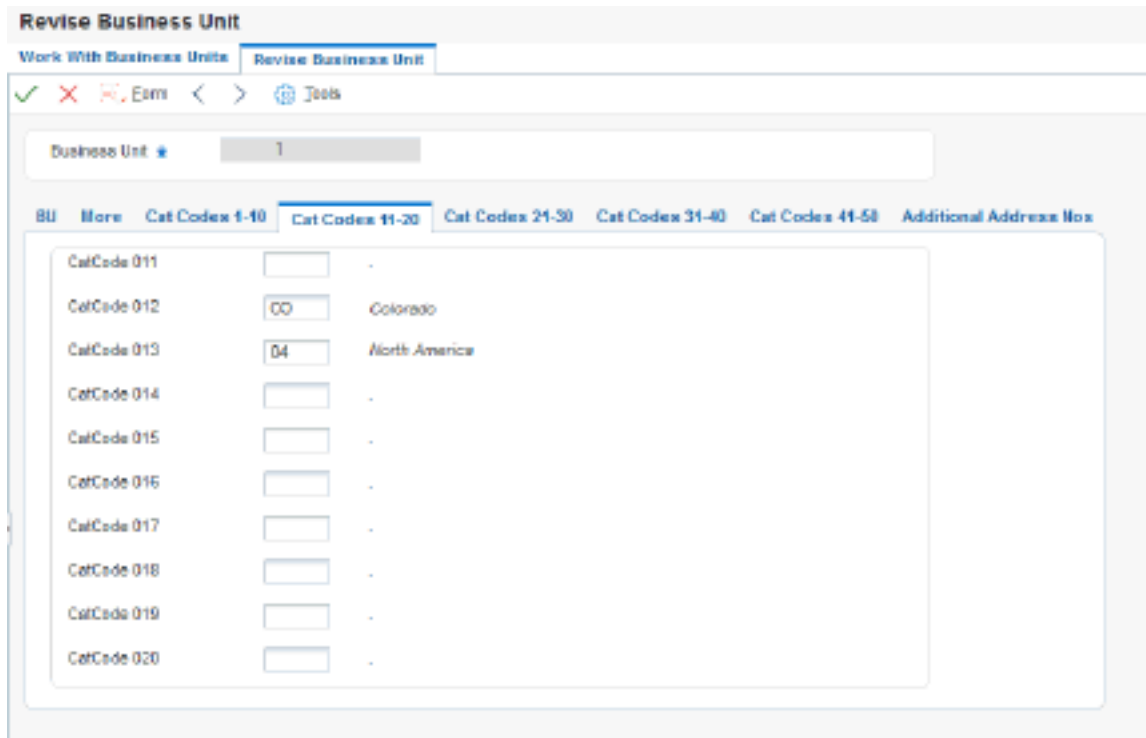 Revise Business Unit
Work With Business Units Revise Business Unit
Form Tools
Business Unit * 1
BU More Cat Codes 1-10 Cat Codes 11-20 Cat Codes 21-30 Cat Codes 31-40 Cat Codes 41-50 Additional Address Nos
CatCode 011 .
CatCode 012 CO Colorado
CatCode 013 04 North America
CatCode 014 .
CatCode 015 .
CatCode 016 .
CatCode 017 .
CatCode 018 .
CatCode 019 .
CatCode 020 .